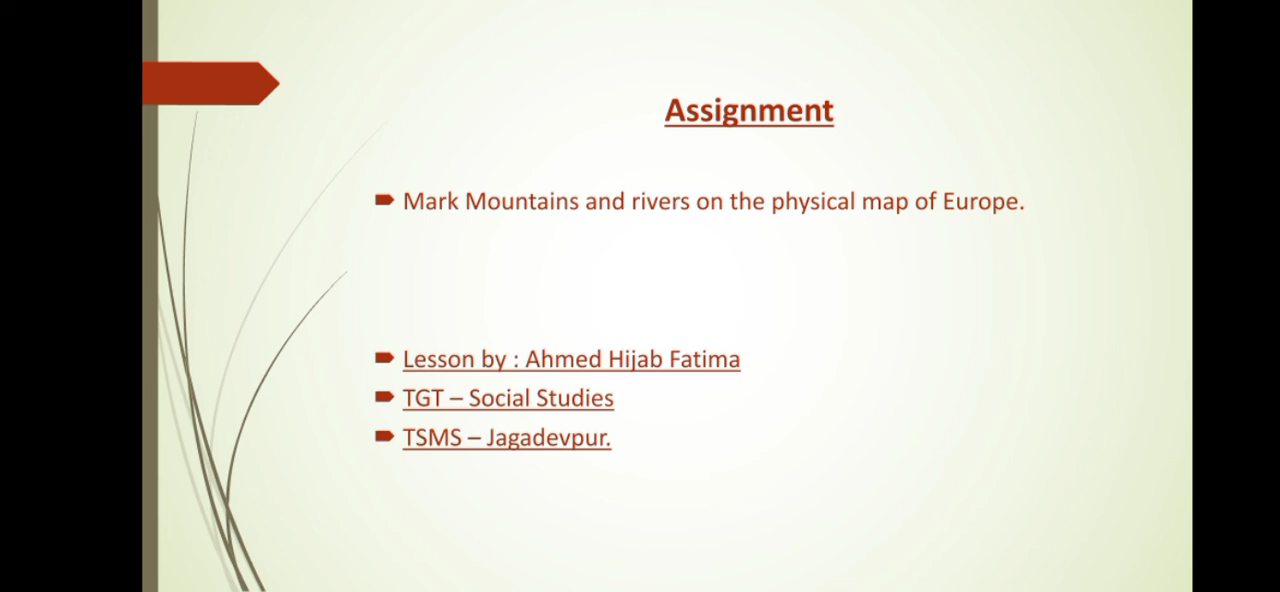 Assignment
Mark Mountains and rivers on the physical map of Europe.
Lesson by : Ahmed Hijab Fatima
TGT – Social Studies
TSMS – Jagadevpur.